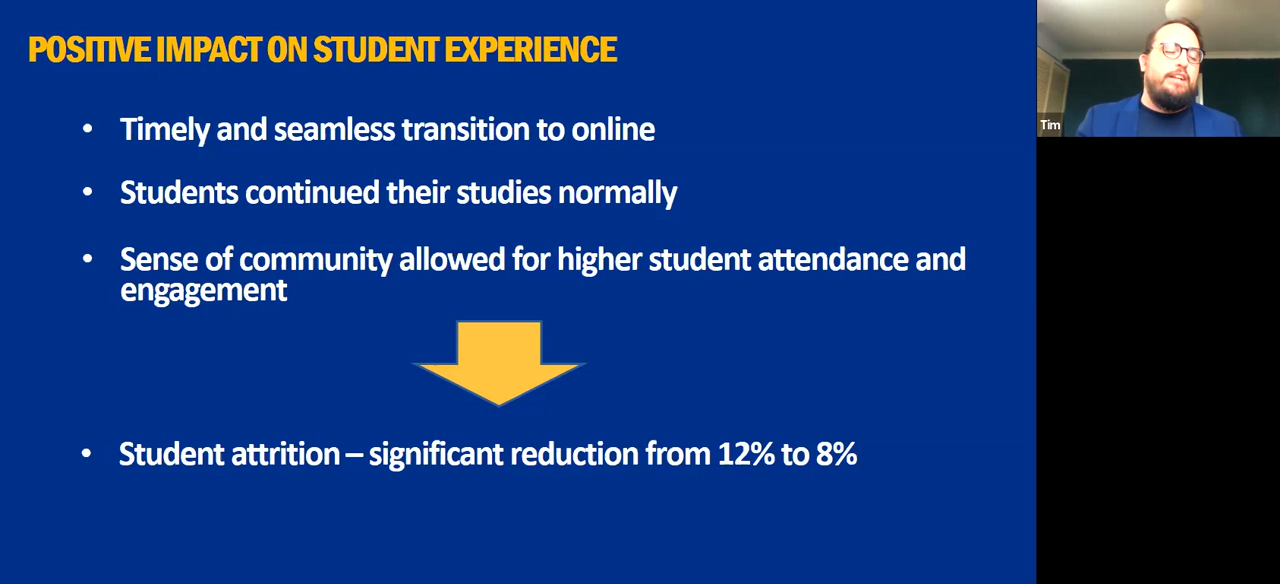 POSITIVE IMPACT ON STUDENT EXPERIENCE
• Timely and seamless transition to online
• Students continued their studies normally
• Sense of community allowed for higher student attendance and
engagement
• Student attrition – significant reduction from 12% to 8%
Tim